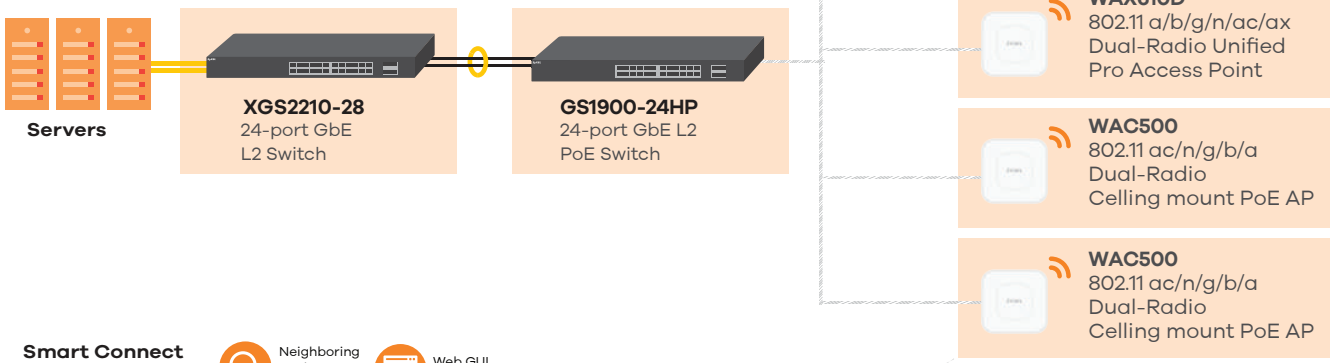 Servers
XGS2210-28
24-port GbE
L2 Switch
GS1900-24HP
24-port GbE L2
PoE Switch
WAX610D
802.11 a/b/g/n/ac/ax
Dual-Radio Unified
Pro Access Point
WAC500
802.11 ac/n/g/b/a
Dual-Radio
Celling mount PoE AP
WAC500
802.11 ac/n/g/b/a
Dual-Radio
Celling mount PoE AP
Smart Connect
Neighboring
Web GUI